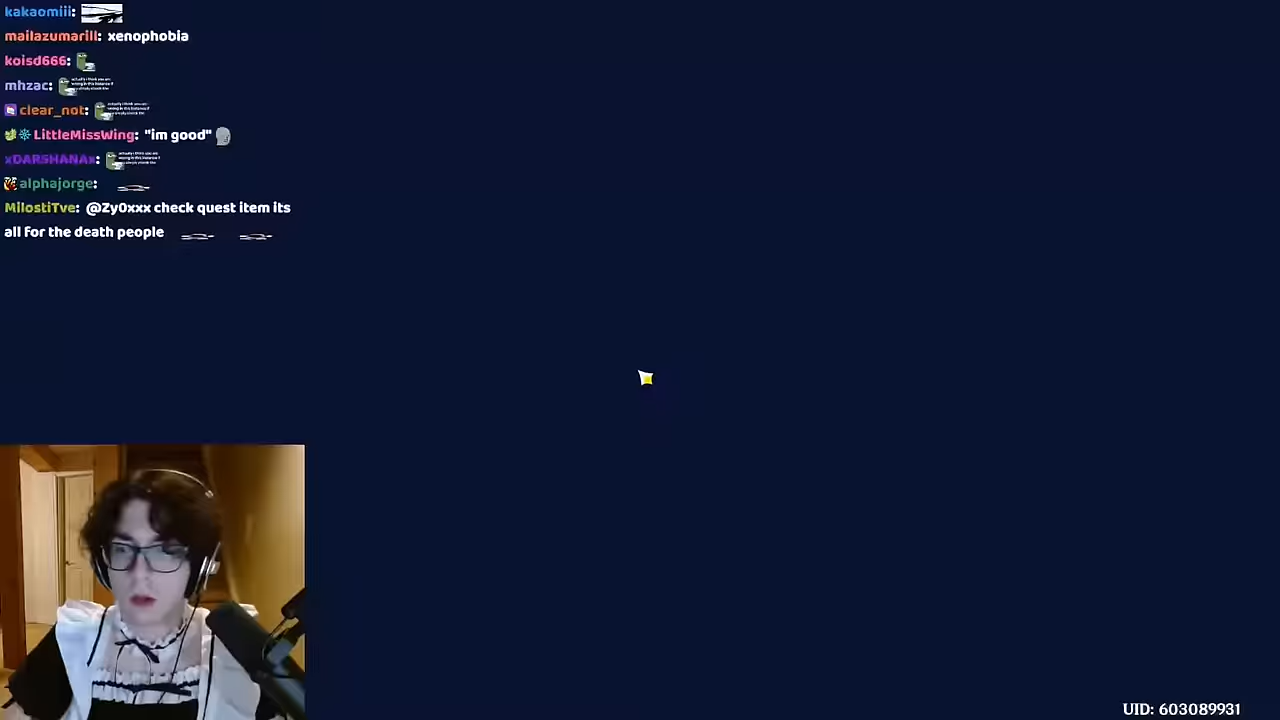 kakaomiii:
mailazumarill: xenophobia
koisd666:
mhzac:
clear_not:
LittleMissWing: "im good"
xDARSHANAx:
alphajorge:
MilostiTve: @Zy0xxx check quest item its
all for the death people
UID: 603089931